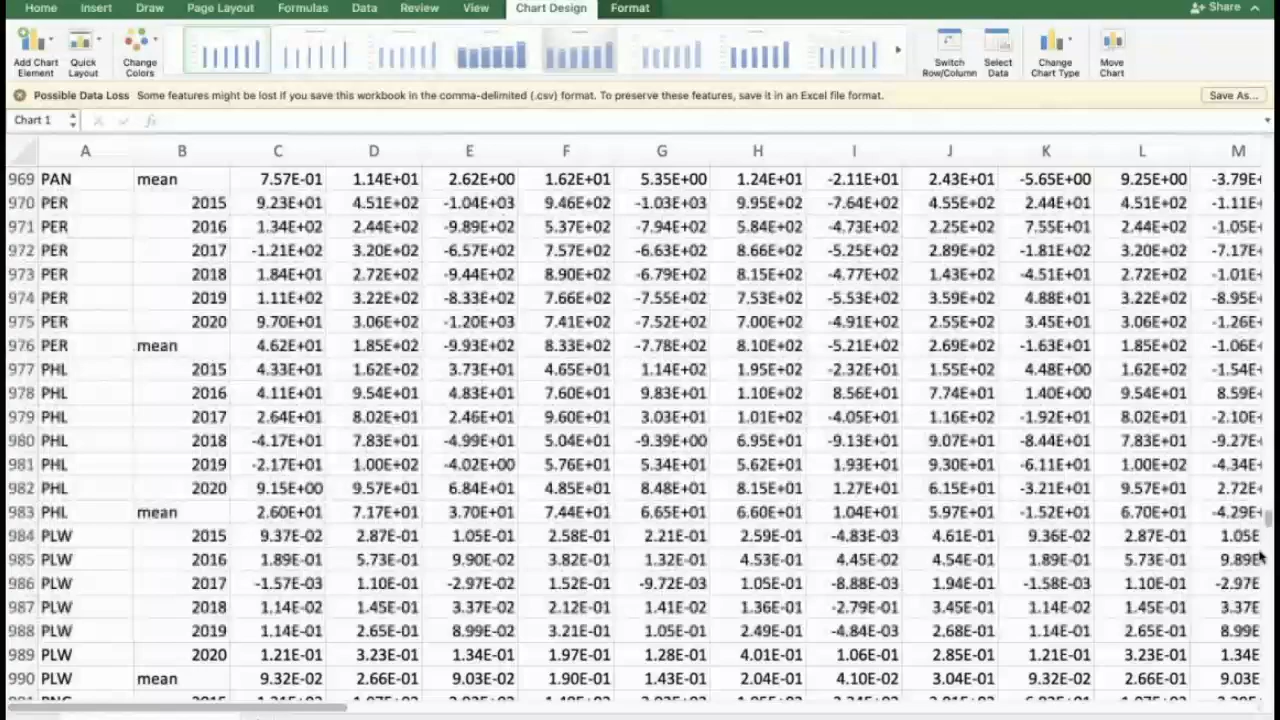 Home Insert Draw Page Layout Formulas Data Review View Chart Design Format Share
Add Chart Element Quick Layout Change Colors Switch Row/Column Select Data Change Chart Type Move Chart
Possible Data Loss Some features might be lost if you save this workbook in the comma-delimited (.csv) format. To preserve these features, save it in an Excel file format. Save As...
Chart 1 fx
A B C D E F G H I J K L M
969 PAN mean 7.57E-01 1.14E+01 2.62E+00 1.62E+01 5.35E+00 1.24E+01 -2.11E+01 2.43E+01 -5.65E+00 9.25E+00 -3.79E+
970 PER 2015 9.23E+01 4.51E+02 -1.04E+03 9.46E+02 -1.03E+03 9.95E+02 -7.64E+02 4.55E+02 2.44E+01 4.51E+02 -1.11E+
971 PER 2016 1.34E+02 2.44E+02 -9.89E+02 5.37E+02 -7.94E+02 5.84E+02 -4.73E+02 2.25E+02 7.55E+01 2.44E+02 -1.05E+
972 PER 2017 -1.21E+02 3.20E+02 -6.57E+02 7.57E+02 -6.63E+02 8.66E+02 -5.25E+02 2.89E+02 -1.81E+02 3.20E+02 -7.17E+
973 PER 2018 1.84E+01 2.72E+02 -9.44E+02 8.90E+02 -6.79E+02 8.15E+02 -4.77E+02 1.43E+02 -4.51E+01 2.72E+02 -1.01E+
974 PER 2019 1.11E+02 3.22E+02 -8.33E+02 7.66E+02 -7.55E+02 7.53E+02 -5.53E+02 3.59E+02 4.88E+01 3.22E+02 -8.95E+
975 PER 2020 9.70E+01 3.06E+02 -1.20E+03 7.41E+02 -7.52E+02 7.00E+02 -4.91E+02 2.55E+02 3.45E+01 3.06E+02 -1.26E+
976 PER mean 4.62E+01 1.85E+02 -9.93E+02 8.33E+02 -7.78E+02 8.10E+02 -5.21E+02 2.69E+02 -1.63E+01 1.85E+02 -1.06E+
977 PHL 2015 4.33E+01 1.62E+02 3.73E+01 4.65E+01 1.14E+02 1.95E+02 -2.32E+01 1.55E+02 4.48E+00 1.62E+02 -1.54E+
978 PHL 2016 4.11E+01 9.54E+01 4.83E+01 7.60E+01 9.83E+01 1.10E+02 8.56E+01 7.74E+01 1.40E+00 9.54E+01 8.59E+
979 PHL 2017 2.64E+01 8.02E+01 2.46E+01 9.60E+01 3.03E+01 1.01E+02 -4.05E+01 1.16E+02 -1.92E+01 8.02E+01 -2.10E+
980 PHL 2018 -4.17E+01 7.83E+01 -4.99E+01 5.04E+01 -9.39E+00 6.95E+01 -9.13E+01 9.07E+01 -8.44E+01 7.83E+01 -9.27E+
981 PHL 2019 -2.17E+01 1.00E+02 -4.02E+00 5.76E+01 5.34E+01 5.62E+01 1.93E+01 9.30E+01 -6.11E+01 1.00E+02 -4.34E+
982 PHL 2020 9.15E+00 9.57E+01 6.84E+01 4.85E+01 8.48E+01 8.15E+01 1.27E+01 6.15E+01 -3.21E+01 9.57E+01 2.72E+
983 PHL mean 2.60E+01 7.17E+01 3.70E+01 7.44E+01 6.65E+01 6.60E+01 1.04E+01 5.97E+01 -1.52E+01 6.70E+01 -4.29E+
984 PLW 2015 9.37E-02 2.87E-01 1.05E-01 2.58E-01 2.21E-01 2.59E-01 -4.83E-03 4.61E-01 9.36E-02 2.87E-01 1.05E
985 PLW 2016 1.89E-01 5.73E-01 9.90E-02 3.82E-01 1.32E-01 4.53E-01 4.45E-02 4.54E-01 1.89E-01 5.73E-01 9.89E
986 PLW 2017 -1.57E-03 1.10E-01 -2.97E-02 1.52E-01 -9.72E-03 1.05E-01 -8.88E-03 1.94E-01 -1.58E-03 1.10E-01 -2.97E
987 PLW 2018 1.14E-02 1.45E-01 3.37E-02 2.12E-01 1.41E-02 1.36E-01 -2.79E-01 3.45E-01 1.14E-02 1.45E-01 3.37E
988 PLW 2019 1.14E-01 2.65E-01 8.99E-02 3.21E-01 1.05E-01 2.49E-01 -4.84E-03 2.68E-01 1.14E-01 2.65E-01 8.99E
989 PLW 2020 1.21E-01 3.23E-01 1.34E-01 1.97E-01 1.28E-01 4.01E-01 1.06E-01 2.85E-01 1.21E-01 3.23E-01 1.34E
990 PLW mean 9.32E-02 2.66E-01 9.03E-02 1.90E-01 1.43E-01 2.04E-01 4.10E-02 3.04E-01 9.32E-02 2.66E-01 9.03E